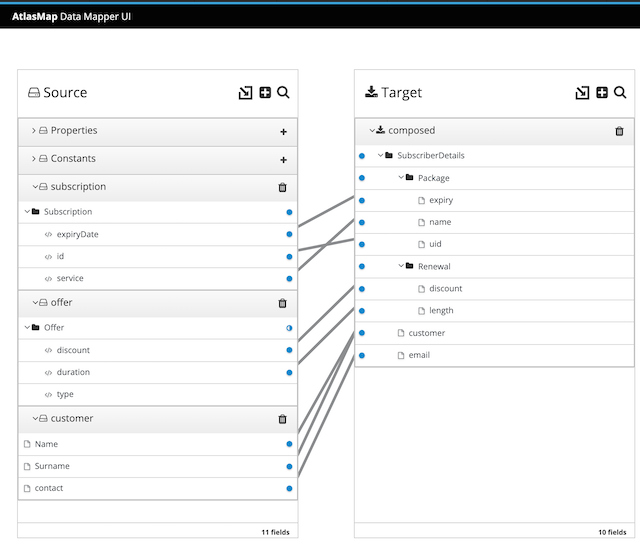 AtlasMap Data Mapper UI
Source
Properties
Constants
subscription
Subscription
expiryDate
id
service
offer
Offer
discount
duration
type
customer
Name
Surname
contact
11 fields
Target
composed
SubscriberDetails
Package
expiry
name
uid
Renewal
discount
length
customer
email
10 fields